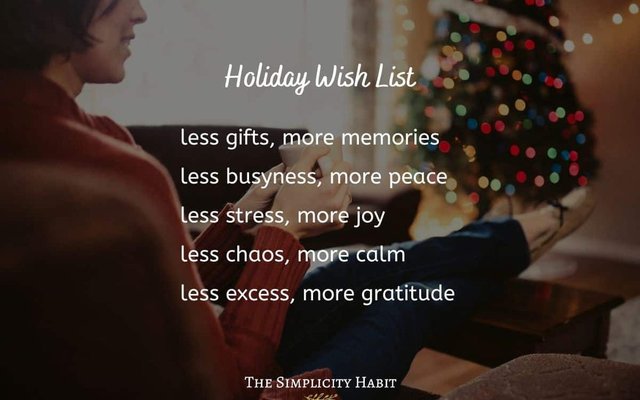 Holiday Wish List
less gifts, more memories
less busyness, more peace
less stress, more joy
less chaos, more calm
less excess, more gratitude
The Simplicity Habit